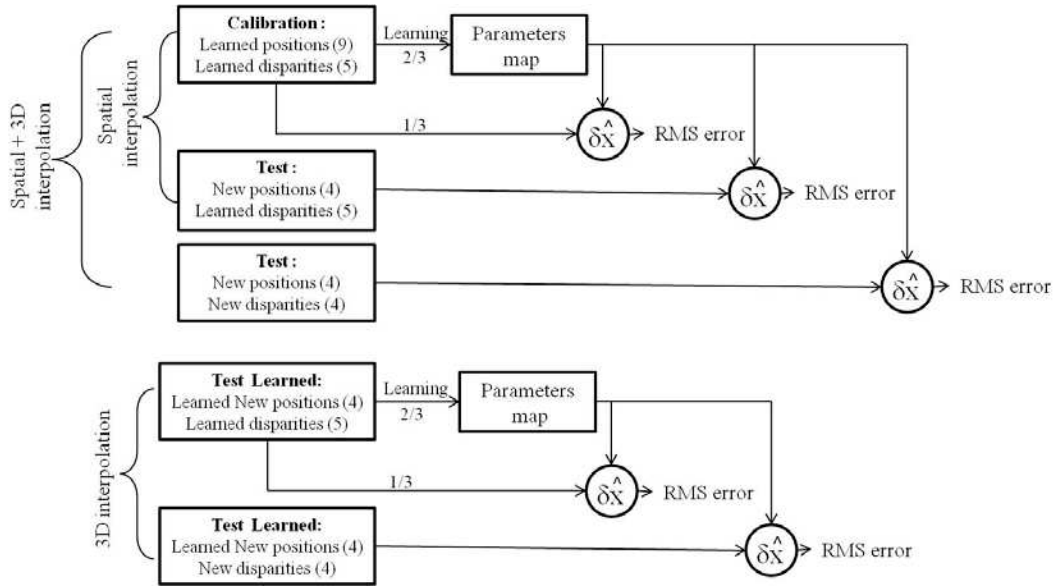 Spatial + 3D
interpolation
Spatial
interpolation
Calibration :
Learned positions (9)
Learned disparities (5)
Learning
2/3
Parameters
map
1/3
δx̂
RMS error
Test :
New positions (4)
Learned disparities (5)
δx̂
RMS error
Test :
New positions (4)
New disparities (4)
δx̂
RMS error
3D interpolation
Test Learned:
Learned New positions (4)
Learned disparities (5)
Learning
2/3
Parameters
map
1/3
δx̂
RMS error
Test Learned:
Learned New positions (4)
New disparities (4)
δx̂
RMS error